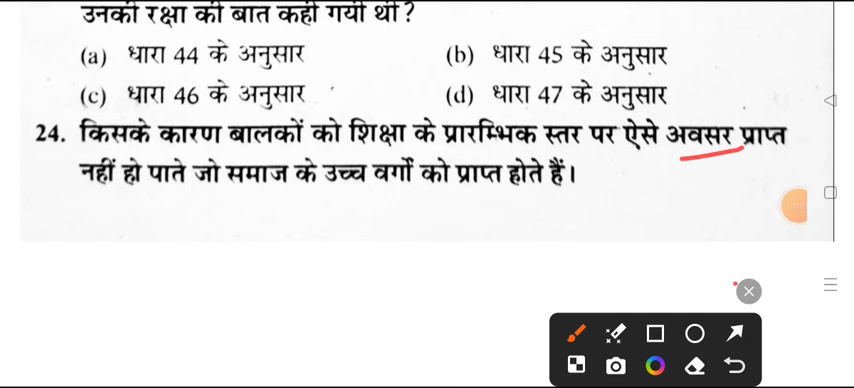 उनकी रक्षा की बात कही गयी थी?
(a) धारा 44 के अनुसार (b) धारा 45 के अनुसार
(c) धारा 46 के अनुसार (d) धारा 47 के अनुसार
24. किसके कारण बालकों को शिक्षा के प्रारम्भिक स्तर पर ऐसे अवसर प्राप्त
नहीं हो पाते जो समाज के उच्च वर्गों को प्राप्त होते हैं।